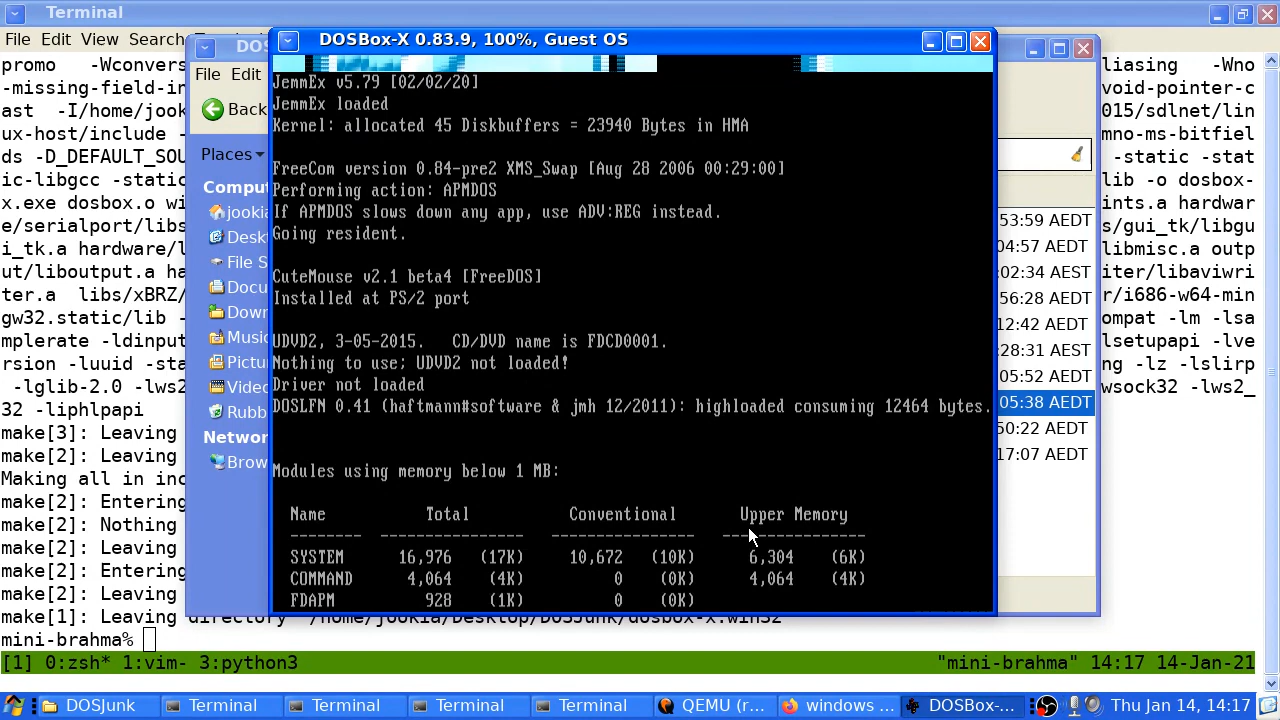 Terminal
File Edit View Search
promo -Wconvers
-missing-field-in
ast -I/home/jook
ux-host/include -
ds -D_DEFAULT_SOU
ic-libgcc -static
x.exe dosbox.o wi
e/serialport/libs
i_tk.a hardware/l
ut/liboutput.a ha
ter.a libs/xBRZ/
gw32.static/lib -
mplerate -ldinput
rsion -luuid -sta
-lglib-2.0 -lws2
32 -liphlpapi
make[3]: Leaving
make[2]: Leaving
Making all in inc
make[2]: Entering
make[2]: Nothing
make[2]: Leaving
make[2]: Entering
make[2]: Leaving
make[1]: Leaving directory '/home/jookia/Desktop/DOSJunk/dosbox-x.win32'
mini-brahma%
[1] 0:zsh* 1:vim- 3:python3
"mini-brahma" 14:17 14-Jan-21
DOS
File Edit
Back
Places
Comput
jookia
Deskt
File S
Docu
Down
Music
Pictu
Video
Rubb
Networ
Brow
DOSBox-X 0.83.9, 100%, Guest OS
JemmEx v5.79 [02/02/20]
JemmEx loaded
Kernel: allocated 45 Diskbuffers = 23940 Bytes in HMA
FreeCom version 0.84-pre2 XMS_Swap [Aug 28 2006 00:29:00]
Performing action: APMDOS
If APMDOS slows down any app, use ADV:REG instead.
Going resident.
CuteMouse v2.1 beta4 [FreeDOS]
Installed at PS/2 port
UDVD2, 3-05-2015. CD/DVD name is FDCD0001.
Nothing to use; UDVD2 not loaded!
Driver not loaded
DOSLFN 0.41 (haftmann#software & jmh 12/2011): highloaded consuming 12464 bytes.
Modules using memory below 1 MB:
Name Total Conventional Upper Memory
-------- ---------------- ---------------- ----------------
SYSTEM 16,976 (17K) 10,672 (10K) 6,304 (6K)
COMMAND 4,064 (4K) 0 (0K) 4,064 (4K)
FDAPM 928 (1K) 0 (0K)
53:59 AEDT
04:57 AEDT
02:34 AEST
56:28 AEDT
12:42 AEDT
28:31 AEDT
05:52 AEDT
05:38 AEDT
50:22 AEDT
17:07 AEDT
aliasing -Wno
void-pointer-c
015/sdlnet/lin
mno-ms-bitfiel
-static -stat
lib -o dosbox-
ints.a hardwar
s/gui_tk/libgu
libmisc.a outp
iter/libaviwri
r/i686-w64-min
ompat -lm -lsa
lsetupapi -lve
ng -lz -lslirp
wsock32 -lws2_
DOSJunk
Terminal
Terminal
Terminal
Terminal
QEMU (r...
windows ...
DOSBox-...
Thu Jan 14, 14:17